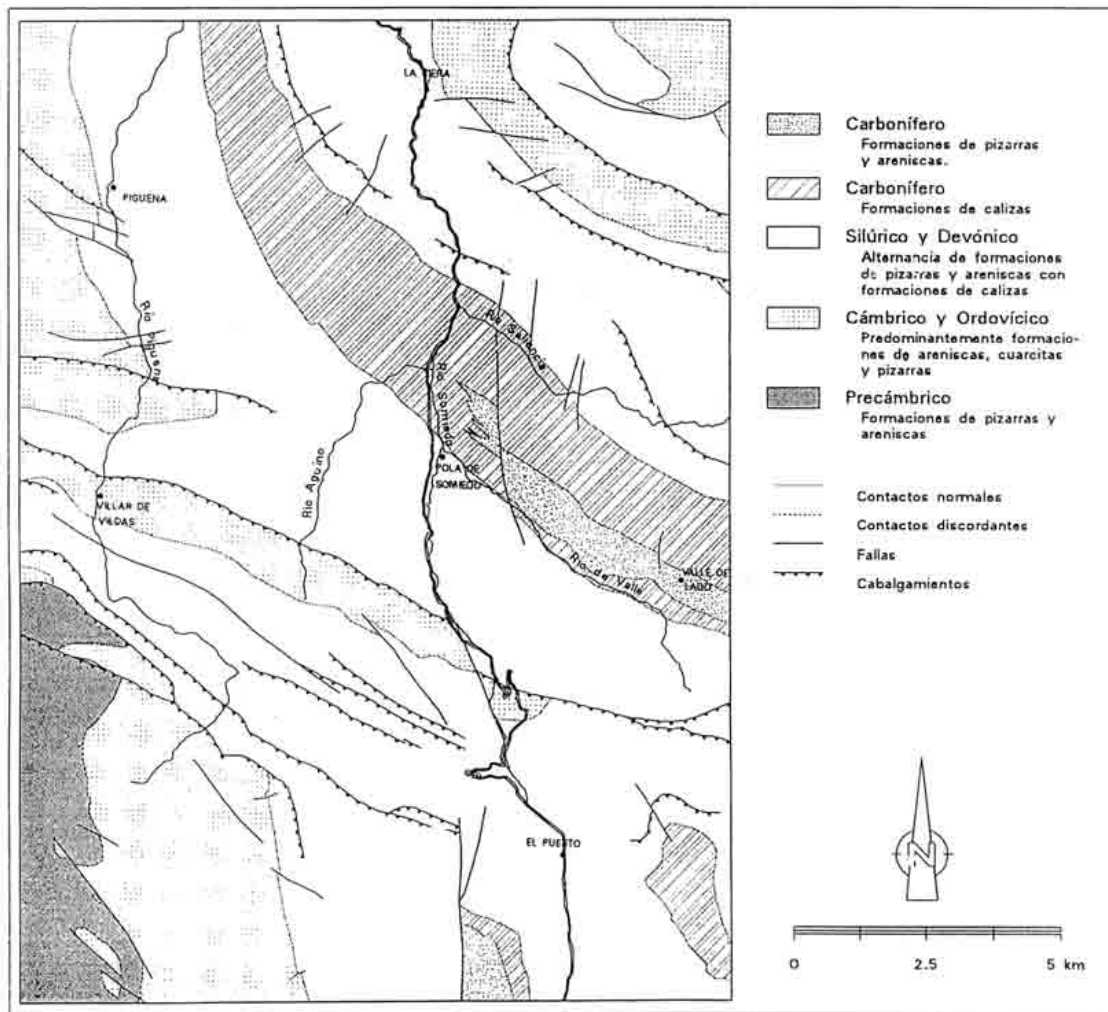 LA RIERA
PIGUEÑA
Río Pigueña
Río Saliencia
Río Somiedo
POLA DE
SOMIEDO
Río Aguino
VILLAR DE
VILDAS
Río de Valle
VALLE DE
LAGO
EL PUERTO
Carbonífero
Formaciones de pizarras
y areniscas.
Carbonífero
Formaciones de calizas
Silúrico y Devónico
Alternancia de formaciones
de pizarras y areniscas con
formaciones de calizas
Cámbrico y Ordovícico
Predominantemente formacio-
nes de areniscas, cuarcitas
y pizarras
Precámbrico
Formaciones de pizarras y
areniscas
Contactos normales
Contactos discordantes
Fallas
Cabalgamientos
N
0 2.5 5 km